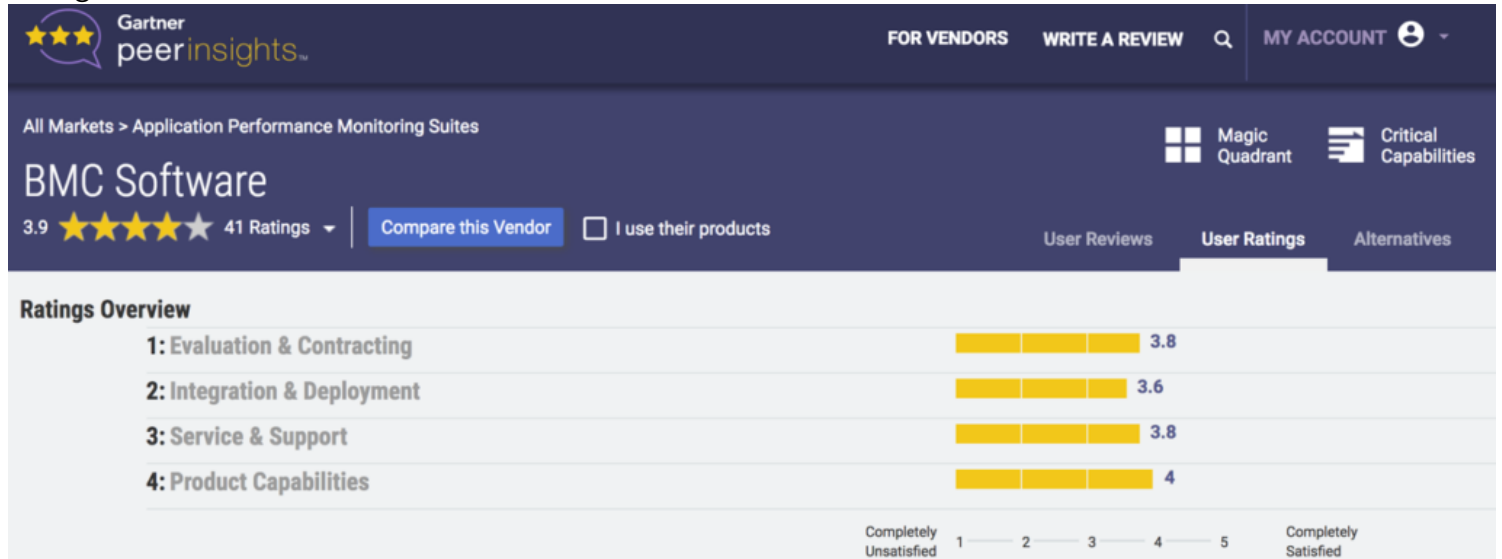 Gartner
peerinsights™
FOR VENDORS WRITE A REVIEW MY ACCOUNT
All Markets > Application Performance Monitoring Suites
Magic Quadrant
Critical Capabilities
BMC Software
3.9 41 Ratings Compare this Vendor I use their products
User Reviews User Ratings Alternatives
Ratings Overview
1: Evaluation & Contracting 3.8
2: Integration & Deployment 3.6
3: Service & Support 3.8
4: Product Capabilities 4
Completely Unsatisfied 1 2 3 4 5 Completely Satisfied